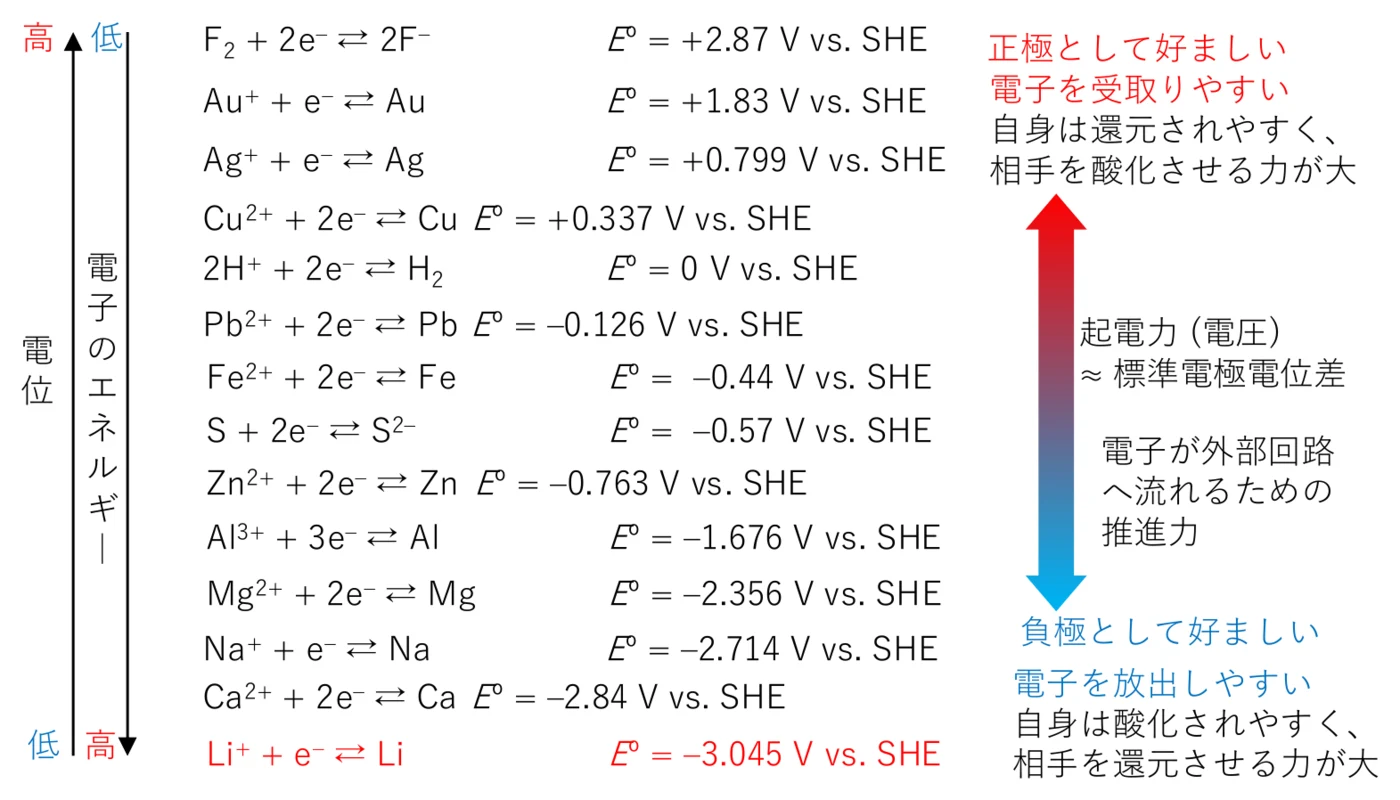 高 低
電位
電子のエネルギー
低 高
F₂ + 2e⁻ ⇄ 2F⁻ E° = +2.87 V vs. SHE
Au⁺ + e⁻ ⇄ Au E° = +1.83 V vs. SHE
Ag⁺ + e⁻ ⇄ Ag E° = +0.799 V vs. SHE
Cu²⁺ + 2e⁻ ⇄ Cu E° = +0.337 V vs. SHE
2H⁺ + 2e⁻ ⇄ H₂ E° = 0 V vs. SHE
Pb²⁺ + 2e⁻ ⇄ Pb E° = –0.126 V vs. SHE
Fe²⁺ + 2e⁻ ⇄ Fe E° = –0.44 V vs. SHE
S + 2e⁻ ⇄ S²⁻ E° = –0.57 V vs. SHE
Zn²⁺ + 2e⁻ ⇄ Zn E° = –0.763 V vs. SHE
Al³⁺ + 3e⁻ ⇄ Al E° = –1.676 V vs. SHE
Mg²⁺ + 2e⁻ ⇄ Mg E° = –2.356 V vs. SHE
Na⁺ + e⁻ ⇄ Na E° = –2.714 V vs. SHE
Ca²⁺ + 2e⁻ ⇄ Ca E° = –2.84 V vs. SHE
Li⁺ + e⁻ ⇄ Li E° = –3.045 V vs. SHE
正極として好ましい
電子を受取りやすい
自身は還元されやすく、
相手を酸化させる力が大
起電力（電圧）
≈ 標準電極電位差
電子が外部回路
へ流れるための
推進力
負極として好ましい
電子を放出しやすい
自身は酸化されやすく、
相手を還元させる力が大